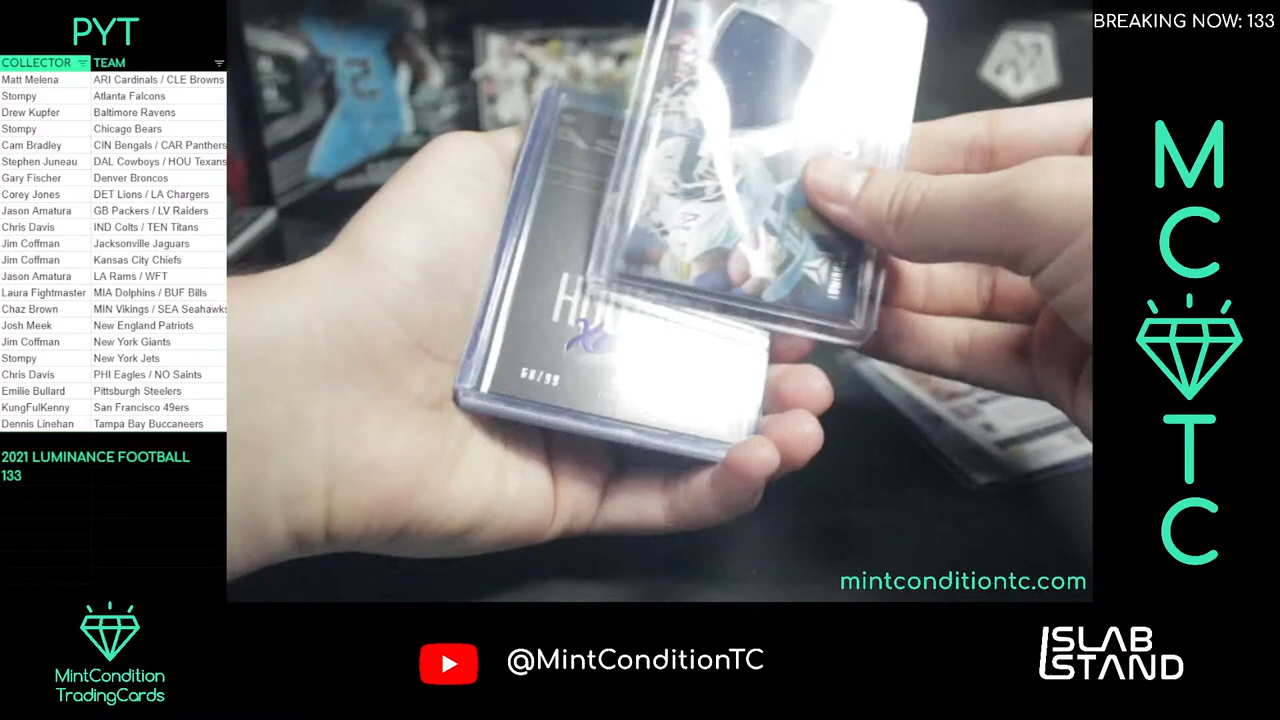 PYT
COLLECTOR TEAM
Matt Melena ARI Cardinals / CLE Browns
Stompy Atlanta Falcons
Drew Kupfer Baltimore Ravens
Stompy Chicago Bears
Cam Bradley CIN Bengals / CAR Panthers
Stephen Juneau DAL Cowboys / HOU Texans
Gary Fischer Denver Broncos
Corey Jones DET Lions / LA Chargers
Jason Amatura GB Packers / LV Raiders
Chris Davis IND Colts / TEN Titans
Jim Coffman Jacksonville Jaguars
Jim Coffman Kansas City Chiefs
Jason Amatura LA Rams / WFT
Laura Fightmaster MIA Dolphins / BUF Bills
Chaz Brown MIN Vikings / SEA Seahawks
Josh Meek New England Patriots
Jim Coffman New York Giants
Stompy New York Jets
Chris Davis PHI Eagles / NO Saints
Emilie Bullard Pittsburgh Steelers
KungFulKenny San Francisco 49ers
Dennis Linehan Tampa Bay Buccaneers
2021 LUMINANCE FOOTBALL
133
MintCondition
TradingCards
mintconditiontc.com
@MintConditionTC
BREAKING NOW: 133
M
C
T
C
SLAB
STAND